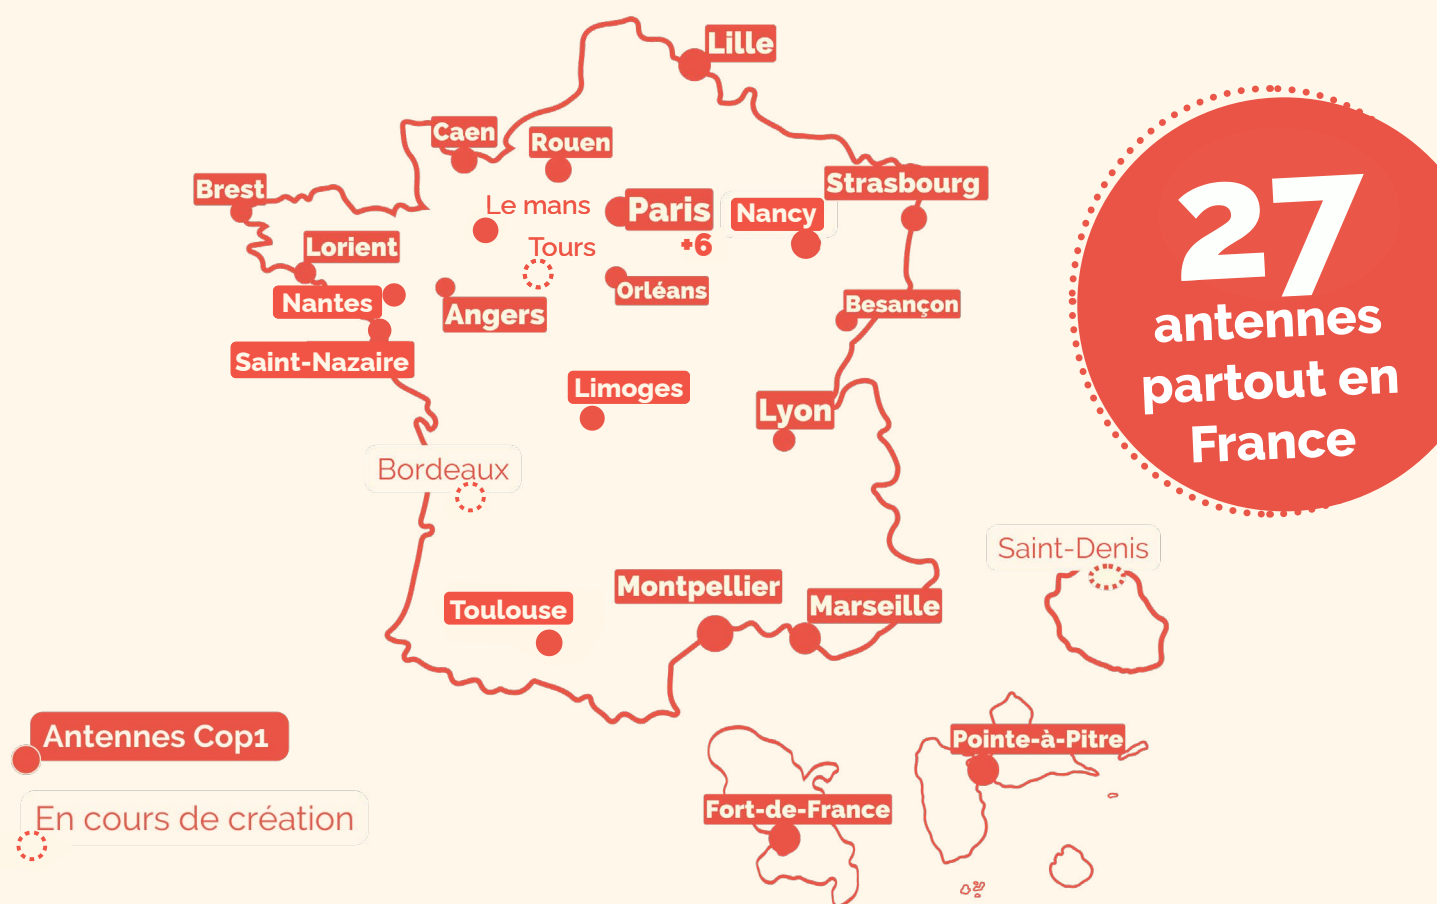 Lille
Caen
Rouen
Brest
Strasbourg
Le mans
Paris
+6
Nancy
Lorient
Tours
Nantes
Orléans
Angers
Besançon
Saint-Nazaire
Limoges
Lyon
Bordeaux
Montpellier
Toulouse
Marseille
27
antennes
partout en
France
Saint-Denis
Pointe-à-Pitre
Fort-de-France
Antennes Cop1
En cours de création